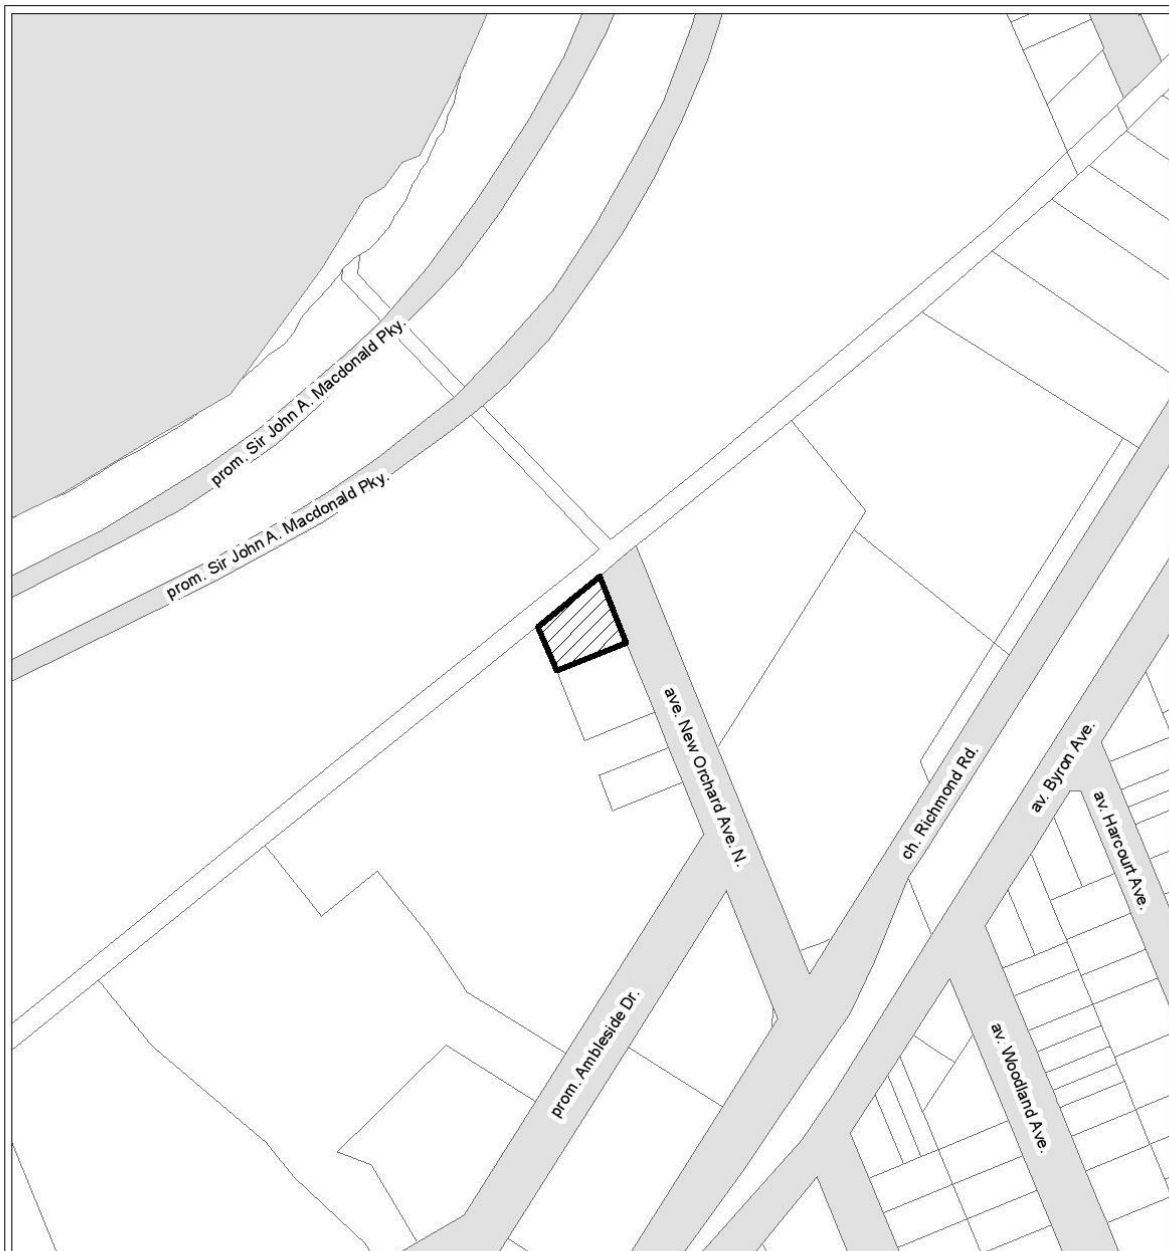 prom. Sir John A. Macdonald Pky.
prom. Sir John A. Macdonald Pky.
ave. New Orchard Ave. N.
ch. Richmond Rd.
av. Byron Ave.
av. Harcourt Ave.
prom. Ambleside Dr.
av. Woodland Ave.